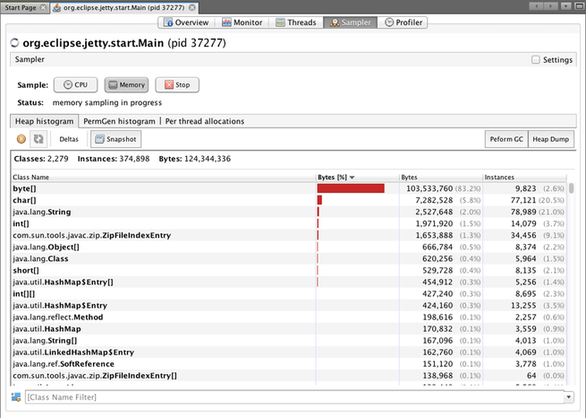 Start Page org.eclipse.jetty.start.Main (pid 37277)
Overview Monitor Threads Sampler Profiler
org.eclipse.jetty.start.Main (pid 37277)
Sampler Settings
Sample: CPU Memory Stop
Status: memory sampling in progress
Heap histogram PermGen histogram Per thread allocations
Deltas Snapshot Peform GC Heap Dump
Classes: 2,279 Instances: 374,898 Bytes: 124,344,336
Class Name Bytes [%] Bytes Instances
byte[] 103,533,760 (83.2%) 9,823 (2.6%)
char[] 7,282,528 (5.8%) 77,121 (20.5%)
java.lang.String 2,527,648 (2.0%) 78,989 (21.0%)
int[] 1,971,920 (1.5%) 14,079 (3.7%)
com.sun.tools.javac.zip.ZipFileIndexEntry 1,653,888 (1.3%) 34,456 (9.1%)
java.lang.Object[] 666,784 (0.5%) 8,374 (2.2%)
java.lang.Class 620,256 (0.4%) 5,964 (1.5%)
short[] 529,728 (0.4%) 8,135 (2.1%)
java.util.HashMap$Entry[] 454,912 (0.3%) 5,256 (1.4%)
int[][] 427,240 (0.3%) 8,695 (2.3%)
java.util.HashMap$Entry 424,160 (0.3%) 13,255 (3.5%)
java.lang.reflect.Method 198,616 (0.1%) 2,257 (0.6%)
java.util.HashMap 170,832 (0.1%) 3,559 (0.9%)
java.lang.String[] 167,096 (0.1%) 4,013 (1.0%)
java.util.LinkedHashMap$Entry 162,760 (0.1%) 4,069 (1.0%)
java.lang.ref.SoftReference 151,120 (0.1%) 3,778 (1.0%)
com.sun.tools.javac.zip.ZipFileIndexEntry[] 138,968 (0.1%) 64 (0.0%)
[Class Name Filter]